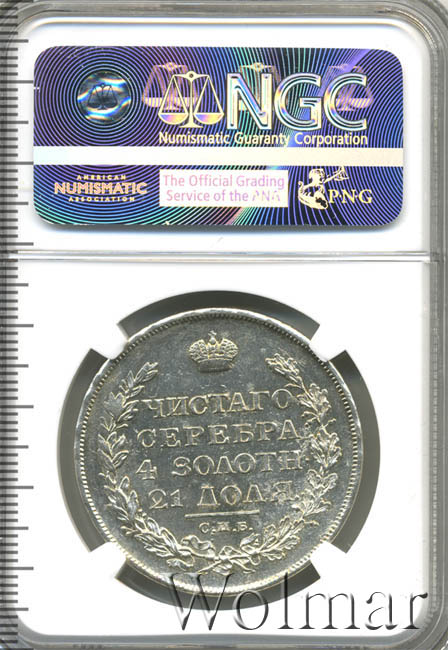 NGC
Numismatic Guaranty Corporation
AMERICAN
NUMISMATIC
ASSOCIATION
The Official Grading
Service of the ANA
PNG
ЧИСТАГО
СЕРЕБРА
4 ЗОЛОТН
21 ДОЛЯ
С.П.Б.
Wolmar